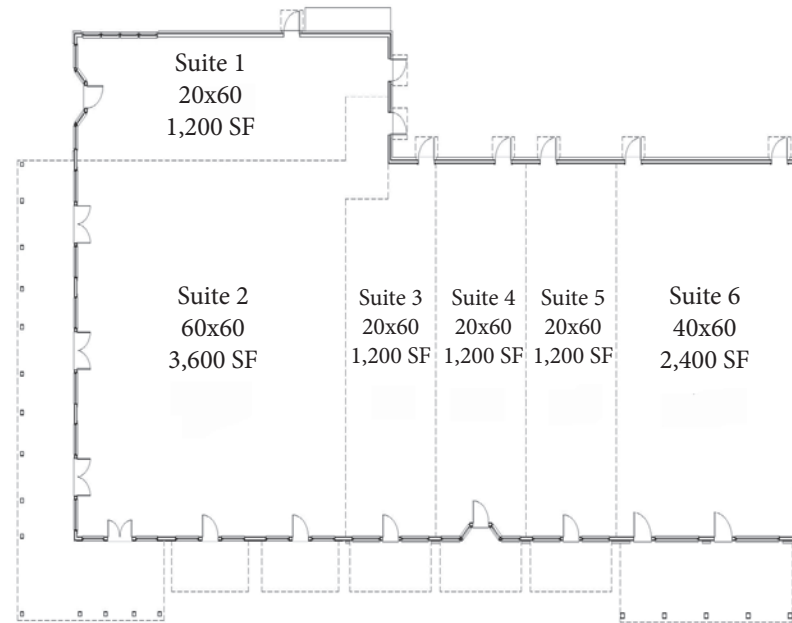 Suite 1
20x60
1,200 SF
Suite 2
60x60
3,600 SF
Suite 3
20x60
1,200 SF
Suite 4
20x60
1,200 SF
Suite 5
20x60
1,200 SF
Suite 6
40x60
2,400 SF